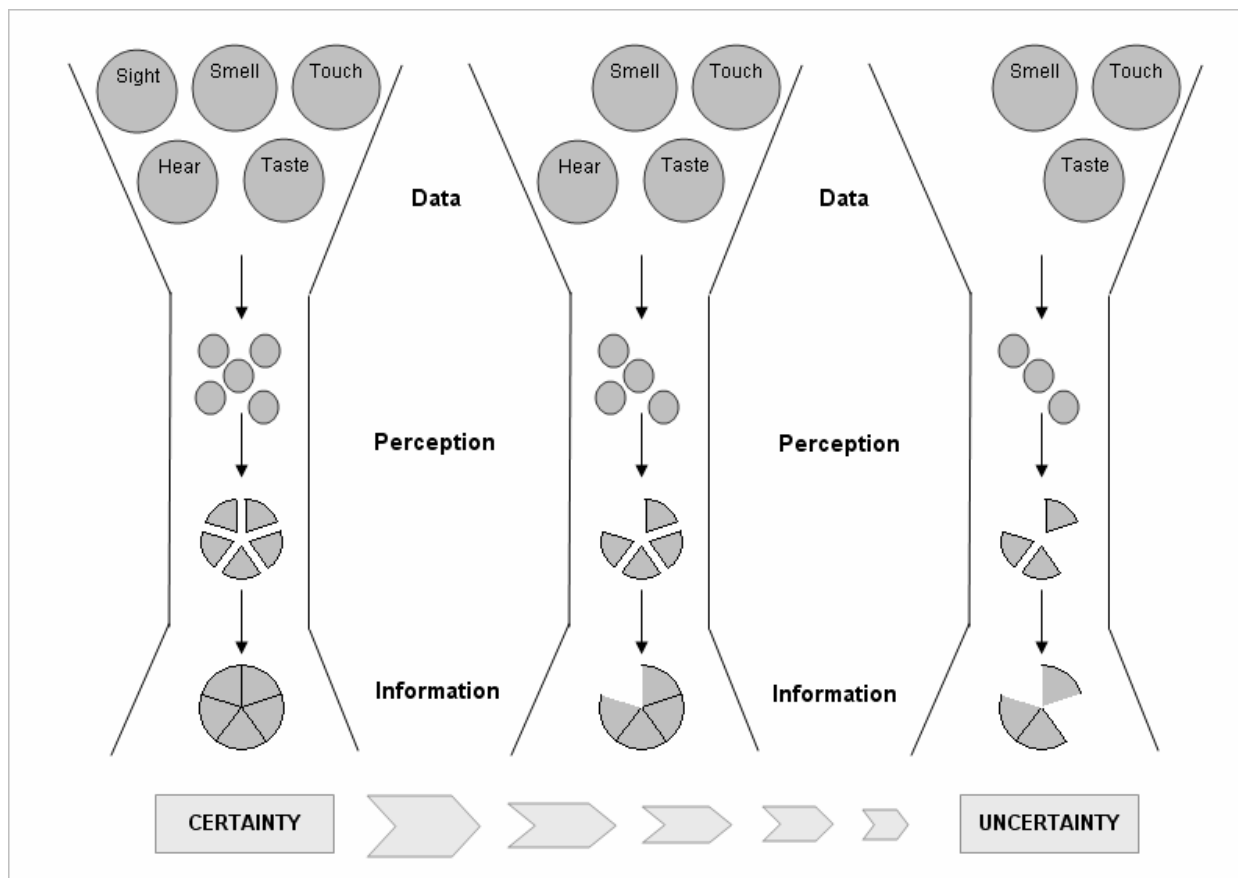 Sight
Smell
Touch
Hear
Taste
Smell
Touch
Hear
Taste
Smell
Touch
Taste
Data
Data
Perception
Perception
Information
Information
CERTAINTY
UNCERTAINTY